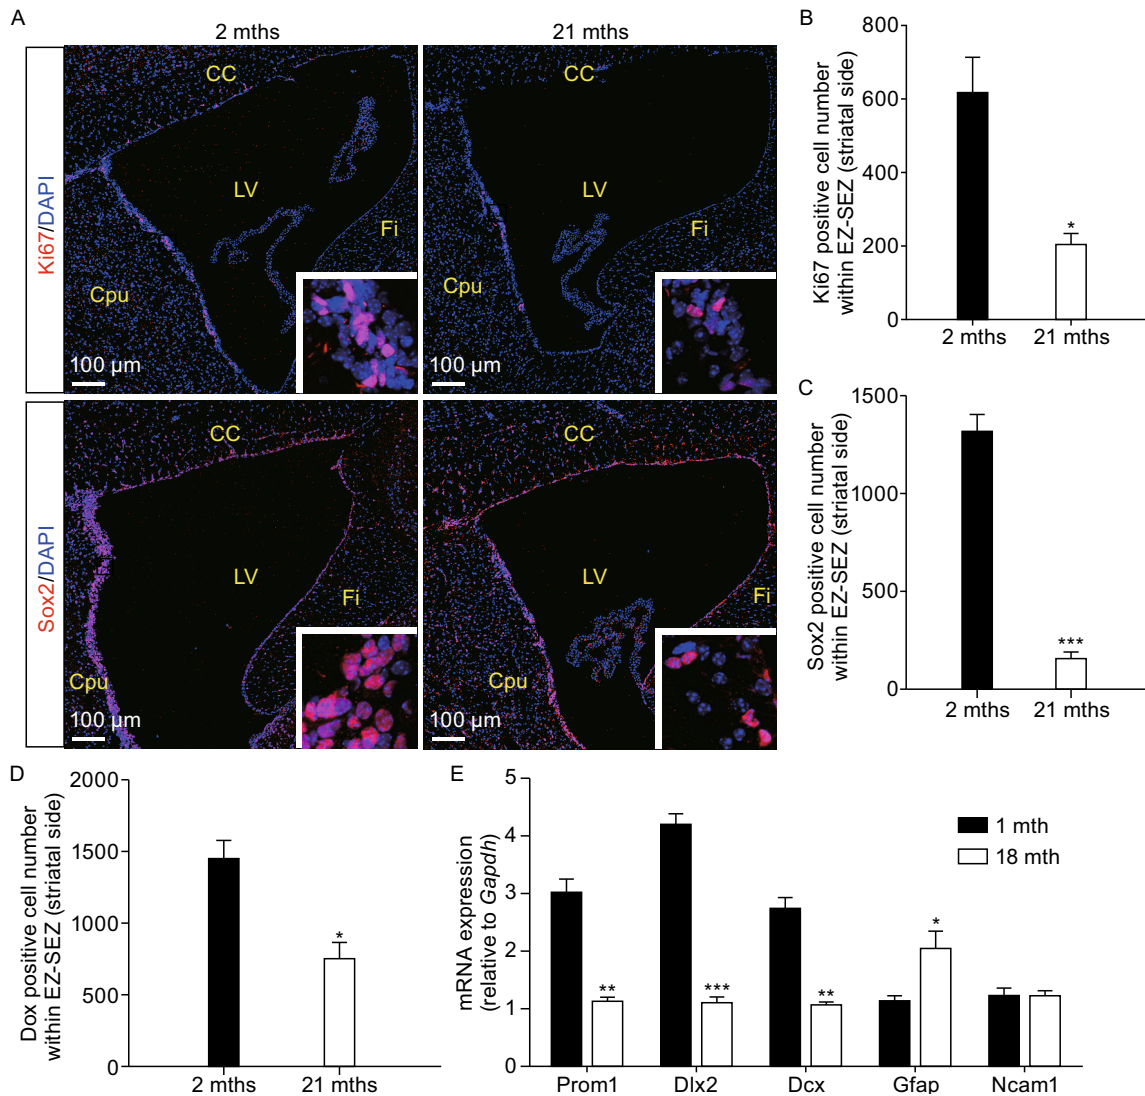 A
2 mths
21 mths
Ki67/DAPI
CC
LV
Fi
Cpu
100 µm
CC
LV
Fi
Cpu
100 µm
Sox2/DAPI
CC
LV
Fi
Cpu
100 µm
CC
LV
Fi
Cpu
100 µm
B
Ki67 positive cell number
within EZ-SEZ (striatal side)
800
600
400
200
0
*
2 mths
21 mths
C
Sox2 positive cell number
within EZ-SEZ (striatal side)
1500
1000
500
0
***
2 mths
21 mths
D
Dox positive cell number
within EZ-SEZ (striatal side)
2000
1500
1000
500
0
*
2 mths
21 mths
E
mRNA expression
(relative to Gapdh)
5
4
3
2
1
0
**
***
**
*
1 mth
18 mth
Prom1
Dlx2
Dcx
Gfap
Ncam1